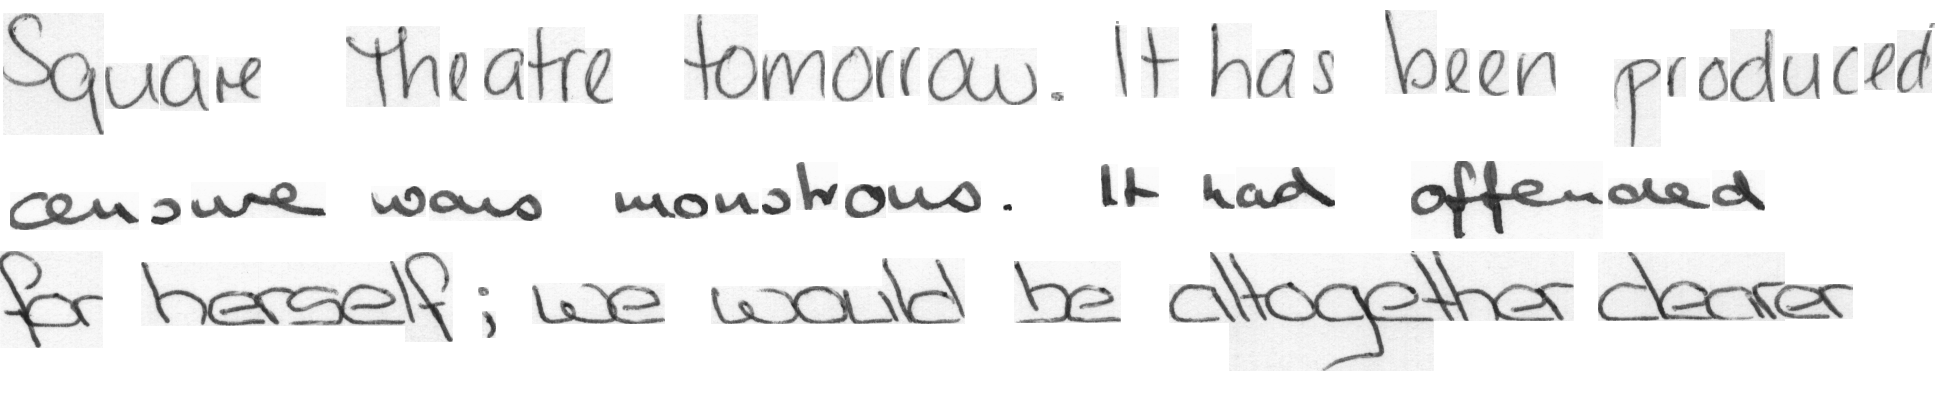 Square Theatre tomorrow. It has been produced
censure was monstrous. It had offended
for herself; we would be altogether dearer